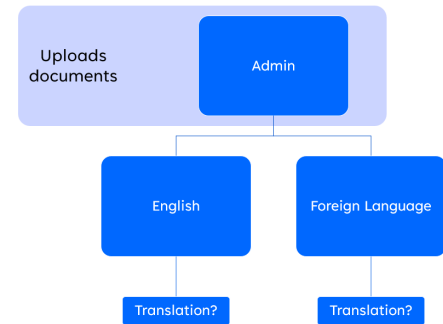 Uploads
documents
Admin
English
Foreign Language
Translation?
Translation?